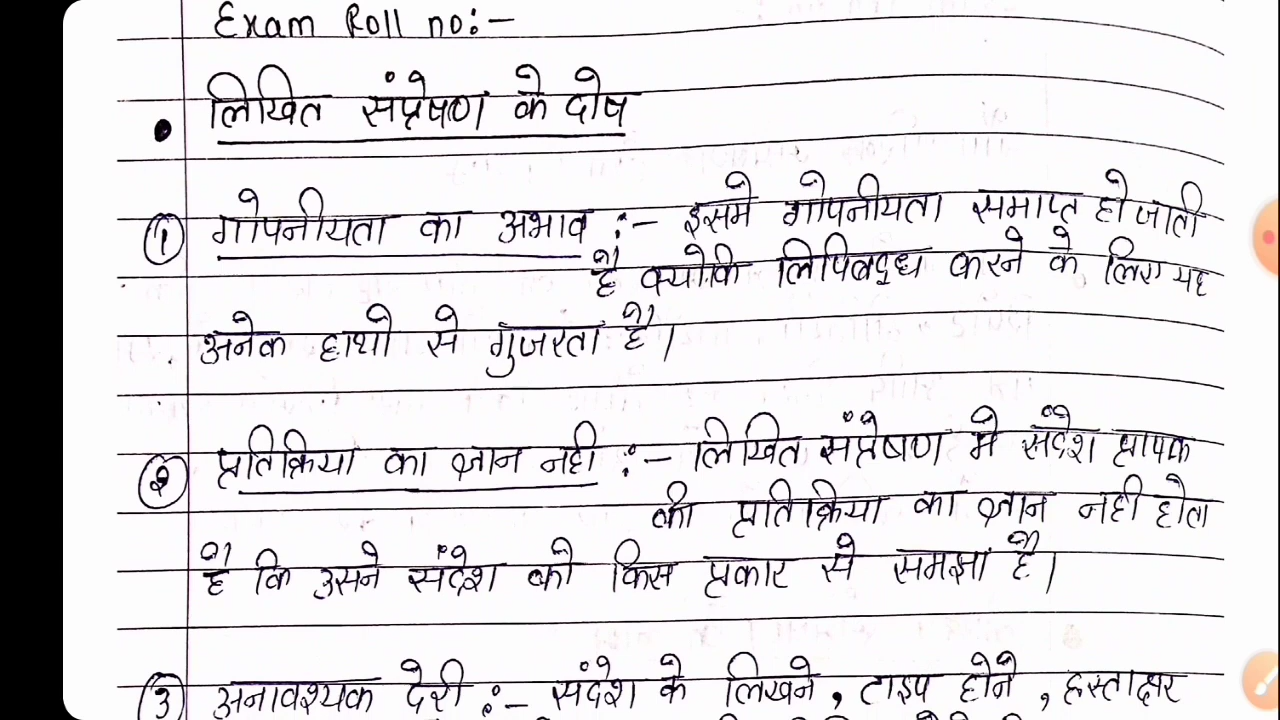 Exam Roll no:-
लिखित संप्रेषण के दोष
① गोपनीयता का अभाव :- इसमे गोपनीयता समाप्त हो जाती
है क्योकि लिपिबद्ध करने के लिए यह
अनेक हाथो से गुजरता है।
② प्रतिक्रिया का ज्ञान नही :- लिखित संप्रेषण मे संदेश प्रापक
की प्रतिक्रिया का ज्ञान नही होता
है कि उसने संदेश को किस प्रकार से समझा है।
③ अनावश्यक देरी :- संदेश के लिखने, टाइप होने, हस्ताक्षर